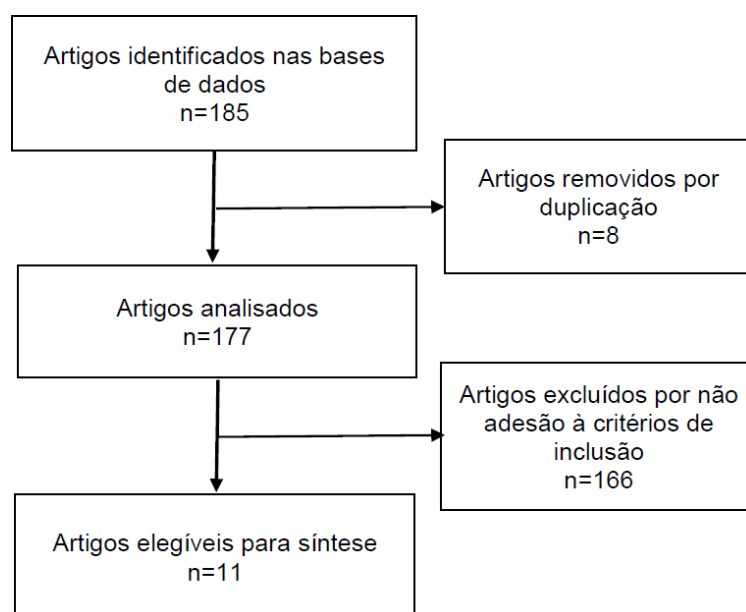 Artigos identificados nas bases
de dados
n=185
Artigos removidos por
duplicação
n=8
Artigos analisados
n=177
Artigos excluídos por não
adesão à critérios de
inclusão
n=166
Artigos elegíveis para síntese
n=11